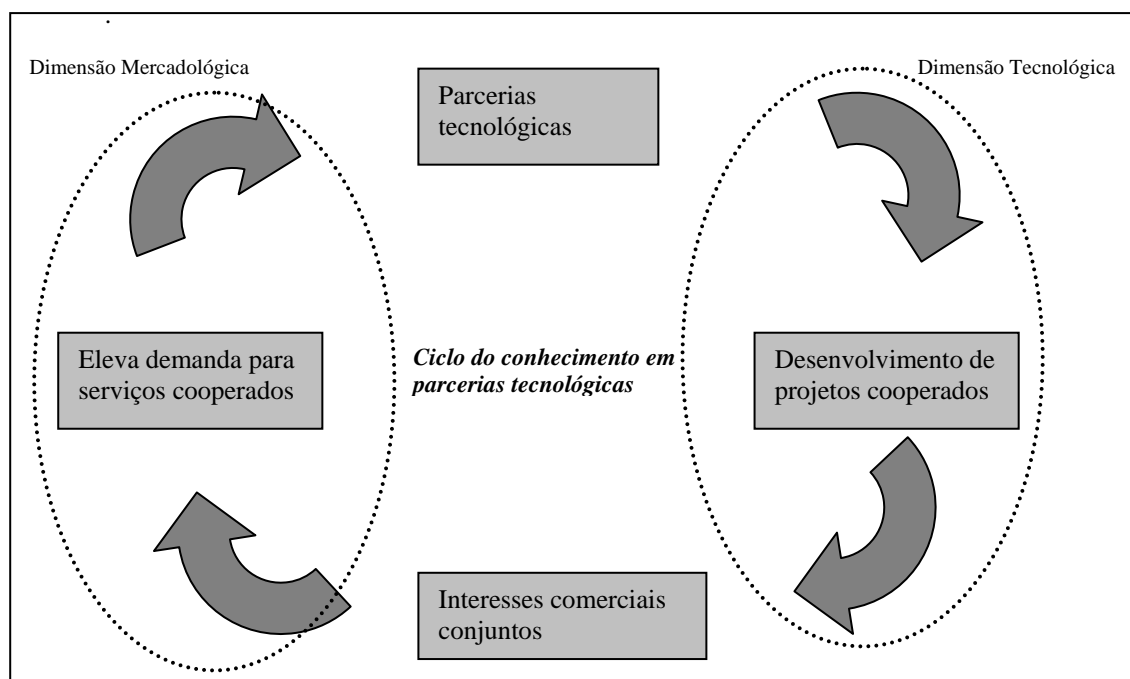 Dimensão Mercadológica
Dimensão Tecnológica
Parcerias
tecnológicas
Eleva demanda para
serviços cooperados
Ciclo do conhecimento em
parcerias tecnológicas
Desenvolvimento de
projetos cooperados
Interesses comerciais
conjuntos